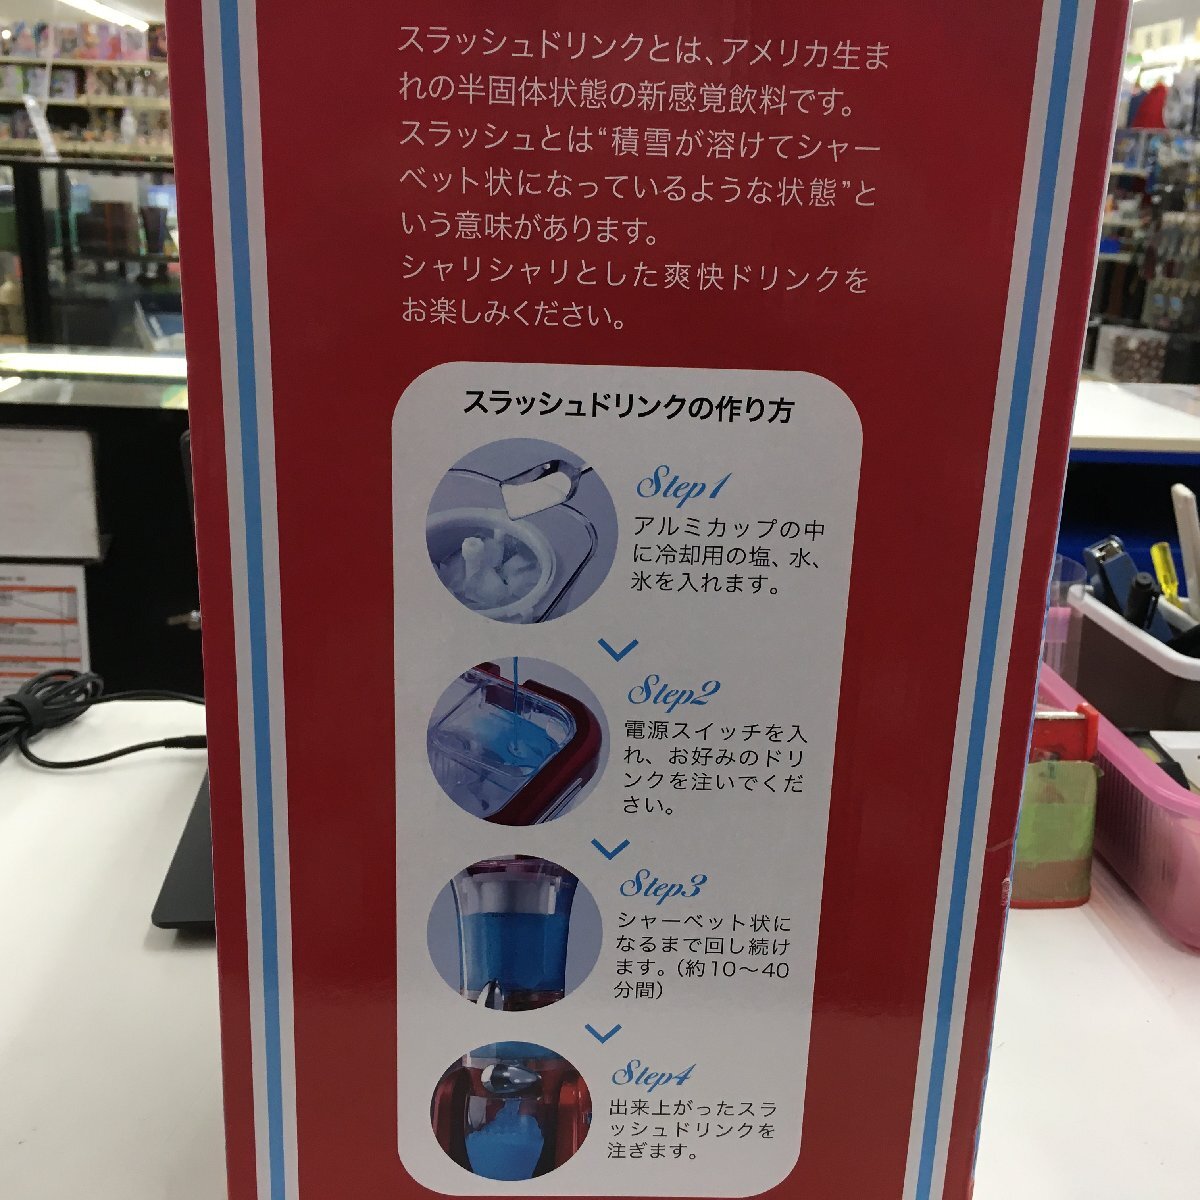 スラッシュドリンクとは、アメリカ生ま
れの半固体状態の新感覚飲料です。
スラッシュとは“積雪が溶けてシャー
ベット状になっているような状態”と
いう意味があります。
シャリシャリとした爽快ドリンクを
お楽しみください。
スラッシュドリンクの作り方
Step1
アルミカップの中
に冷却用の塩、水、
氷を入れます。
Step2
電源スイッチを入
れ、お好みのドリ
ンクを注いでくだ
さい。
Step3
シャーベット状に
なるまで回し続け
ます。（約10〜40
分間）
Step4
出来上がったスラ
ッシュドリンクを
注ぎます。